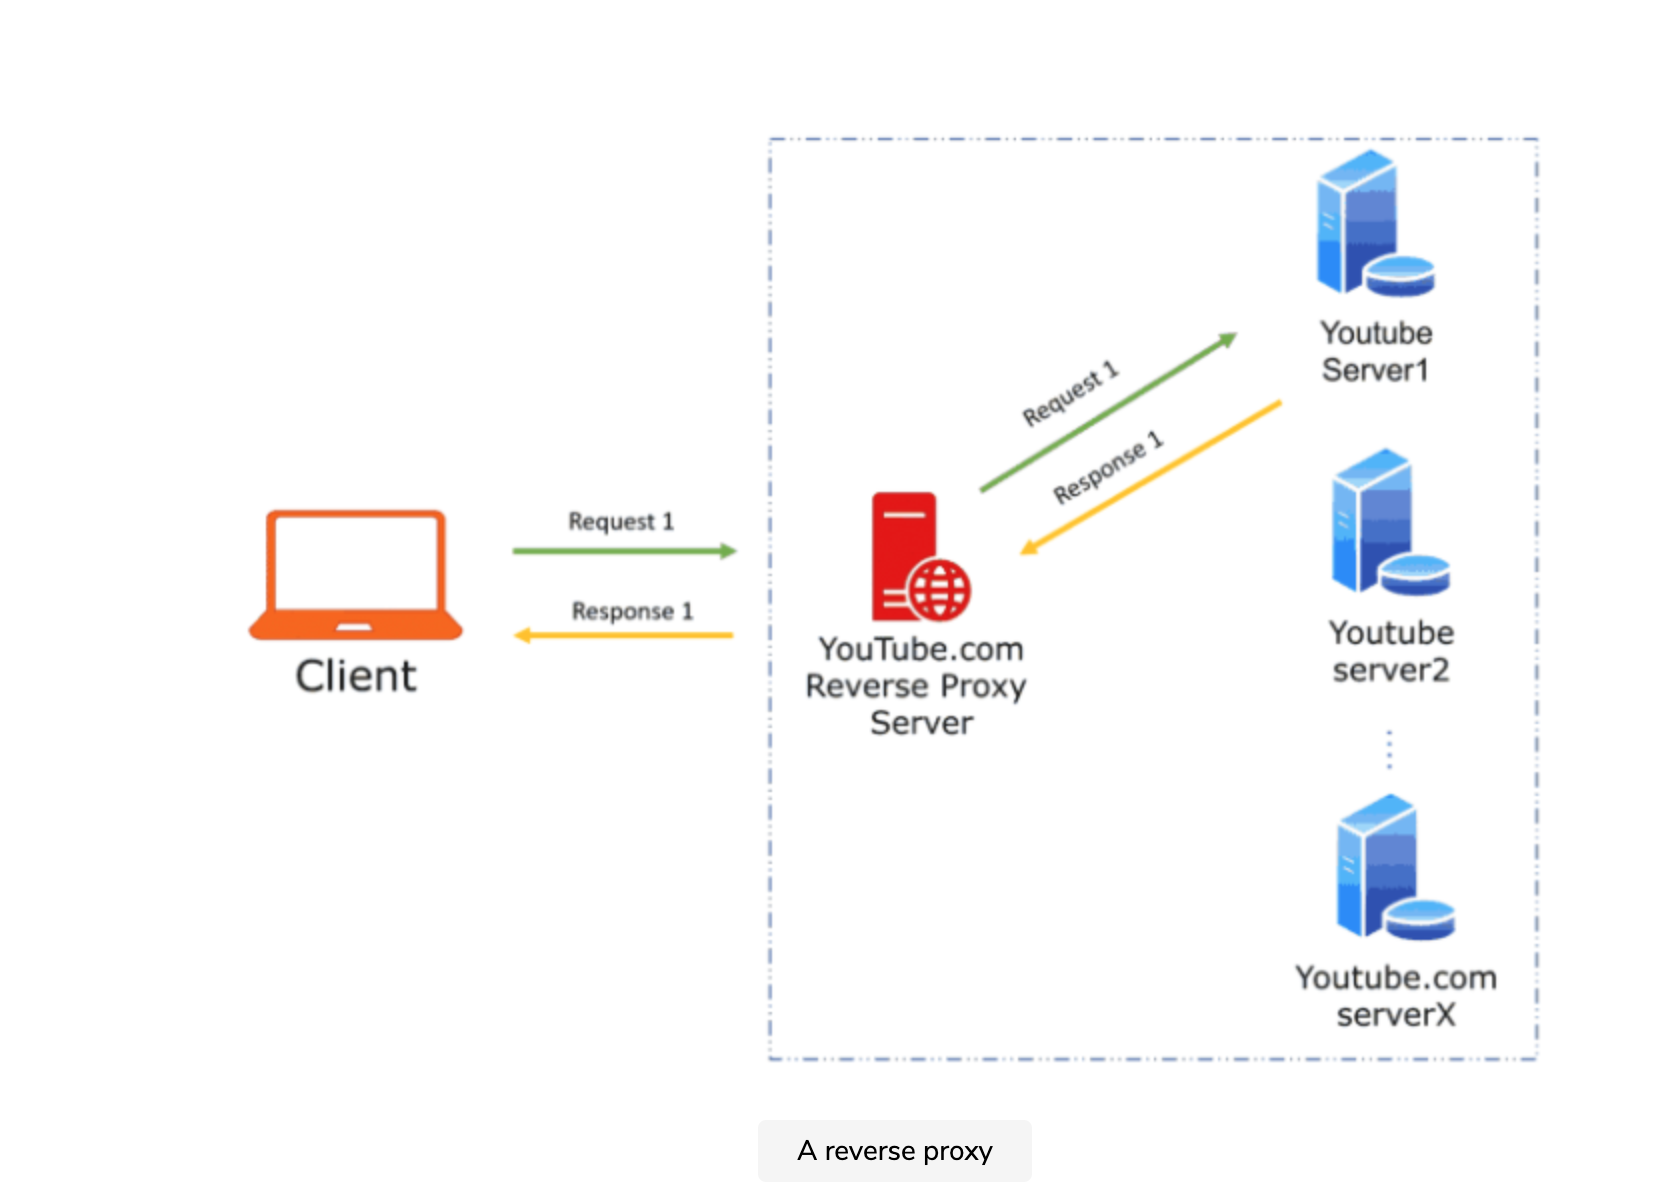 Youtube
Server1
Request 1
Response 1
Request 1
Response 1
Client
YouTube.com
Reverse Proxy
Server
Youtube
server2
Youtube.com
serverX
A reverse proxy